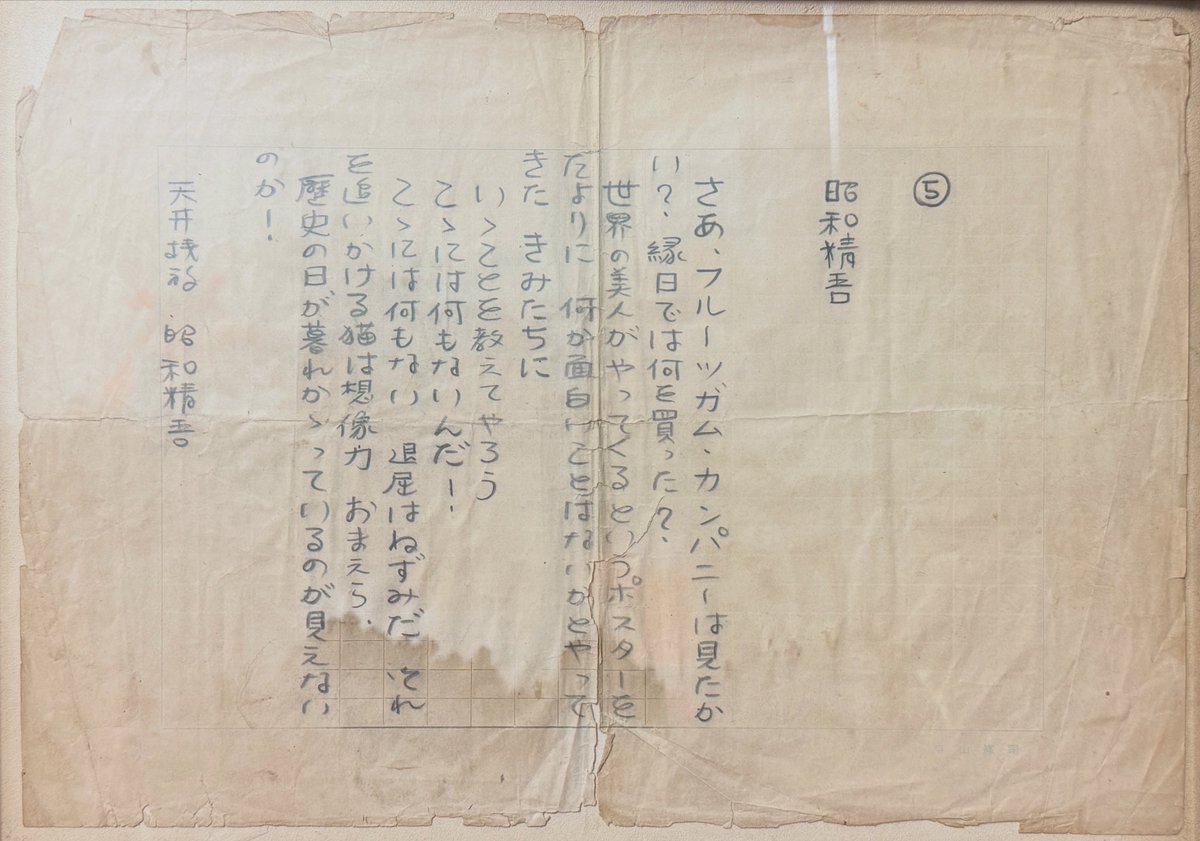 ⑤
昭和精吾
さあ、フルーツガム・カンパニーは見たか
い？、縁日では何を買った？、
世界の美人がやってくるというポスターを
たよりに 何か面白いことはないかとやって
きた きみたちに
いゝことを教えてやろう
こゝには何もないんだー！
こゝには何もない 退屈はねずみだ それ
を追いかける猫は想像力 おまえら、
歴史の日が暮れかゝっているのが見えない
のか！
天井桟敷 昭和精吾